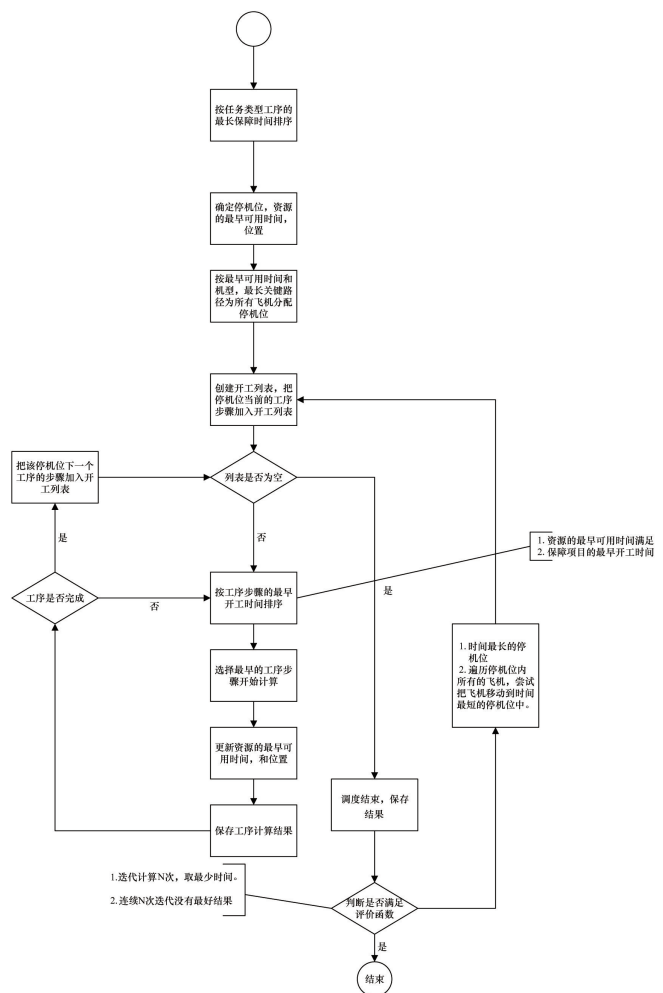 按任务类型工序的
最长保障时间排序
确定停机位，资源
的最早可用时间，
位置
按最早可用时间和
机型，最长关键路
径为所有飞机分配
停机位
创建开工列表，把
停机位当前的工序
步骤加入开工列表
把该停机位下一个
工序的步骤加入开
工列表
列表是否为空
是
否
1. 资源的最早可用时间满足
2. 保障项目的最早开工时间
工序是否完成
否
按工序步骤的最早
开工时间排序
是
1. 时间最长的停
机位
2. 遍历停机位内
所有的飞机，尝试
把飞机移动到时间
最短的停机位中。
选择最早的工序步
骤开始计算
更新资源的最早可
用时间，和位置
调度结束，保存
结果
保存工序计算结果
1.迭代计算N次，取最少时间。
2.连续N次迭代没有最好结果
判断是否满足
评价函数
是
结束